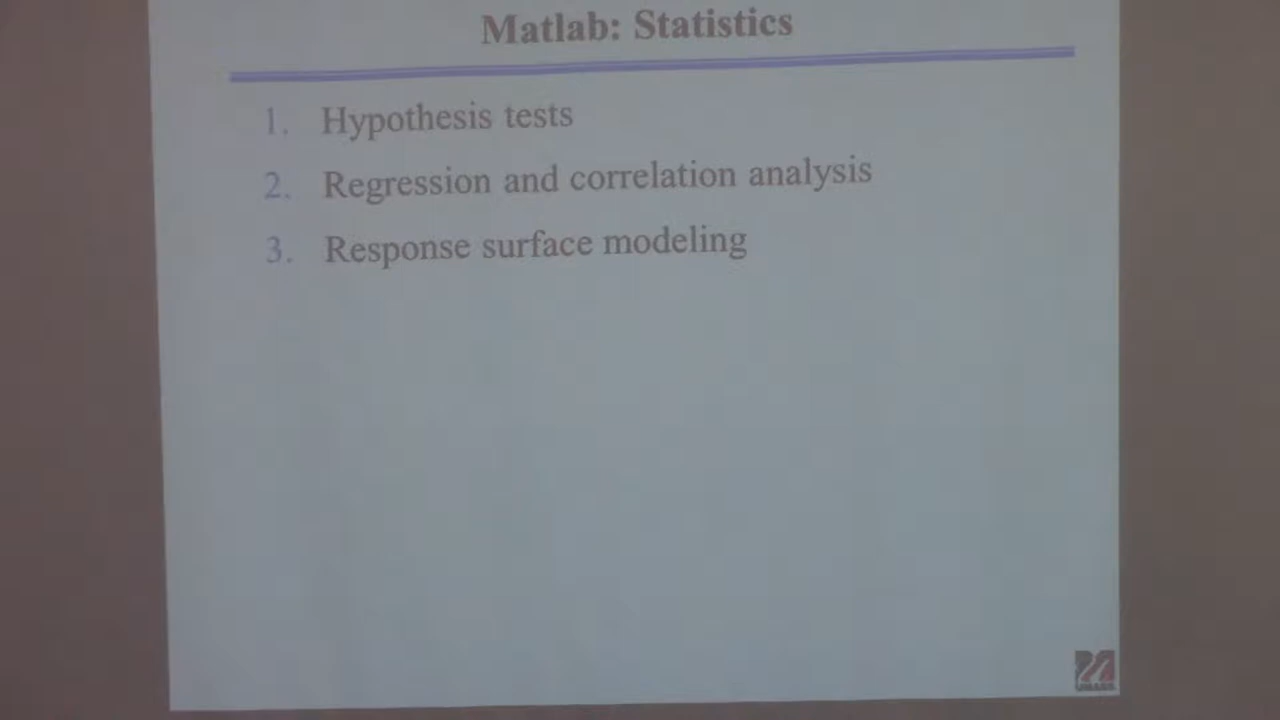 Matlab: Statistics
1. Hypothesis tests
2. Regression and correlation analysis
3. Response surface modeling